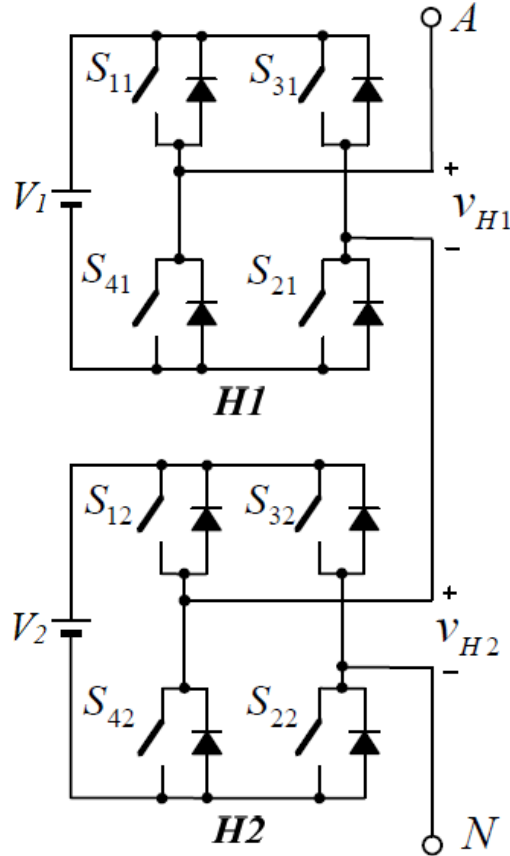 A
S11 S31
+
V1
vH1
S41 S21
-
H1
S12 S32
+
V2
vH2
-
S42 S22
H2
N